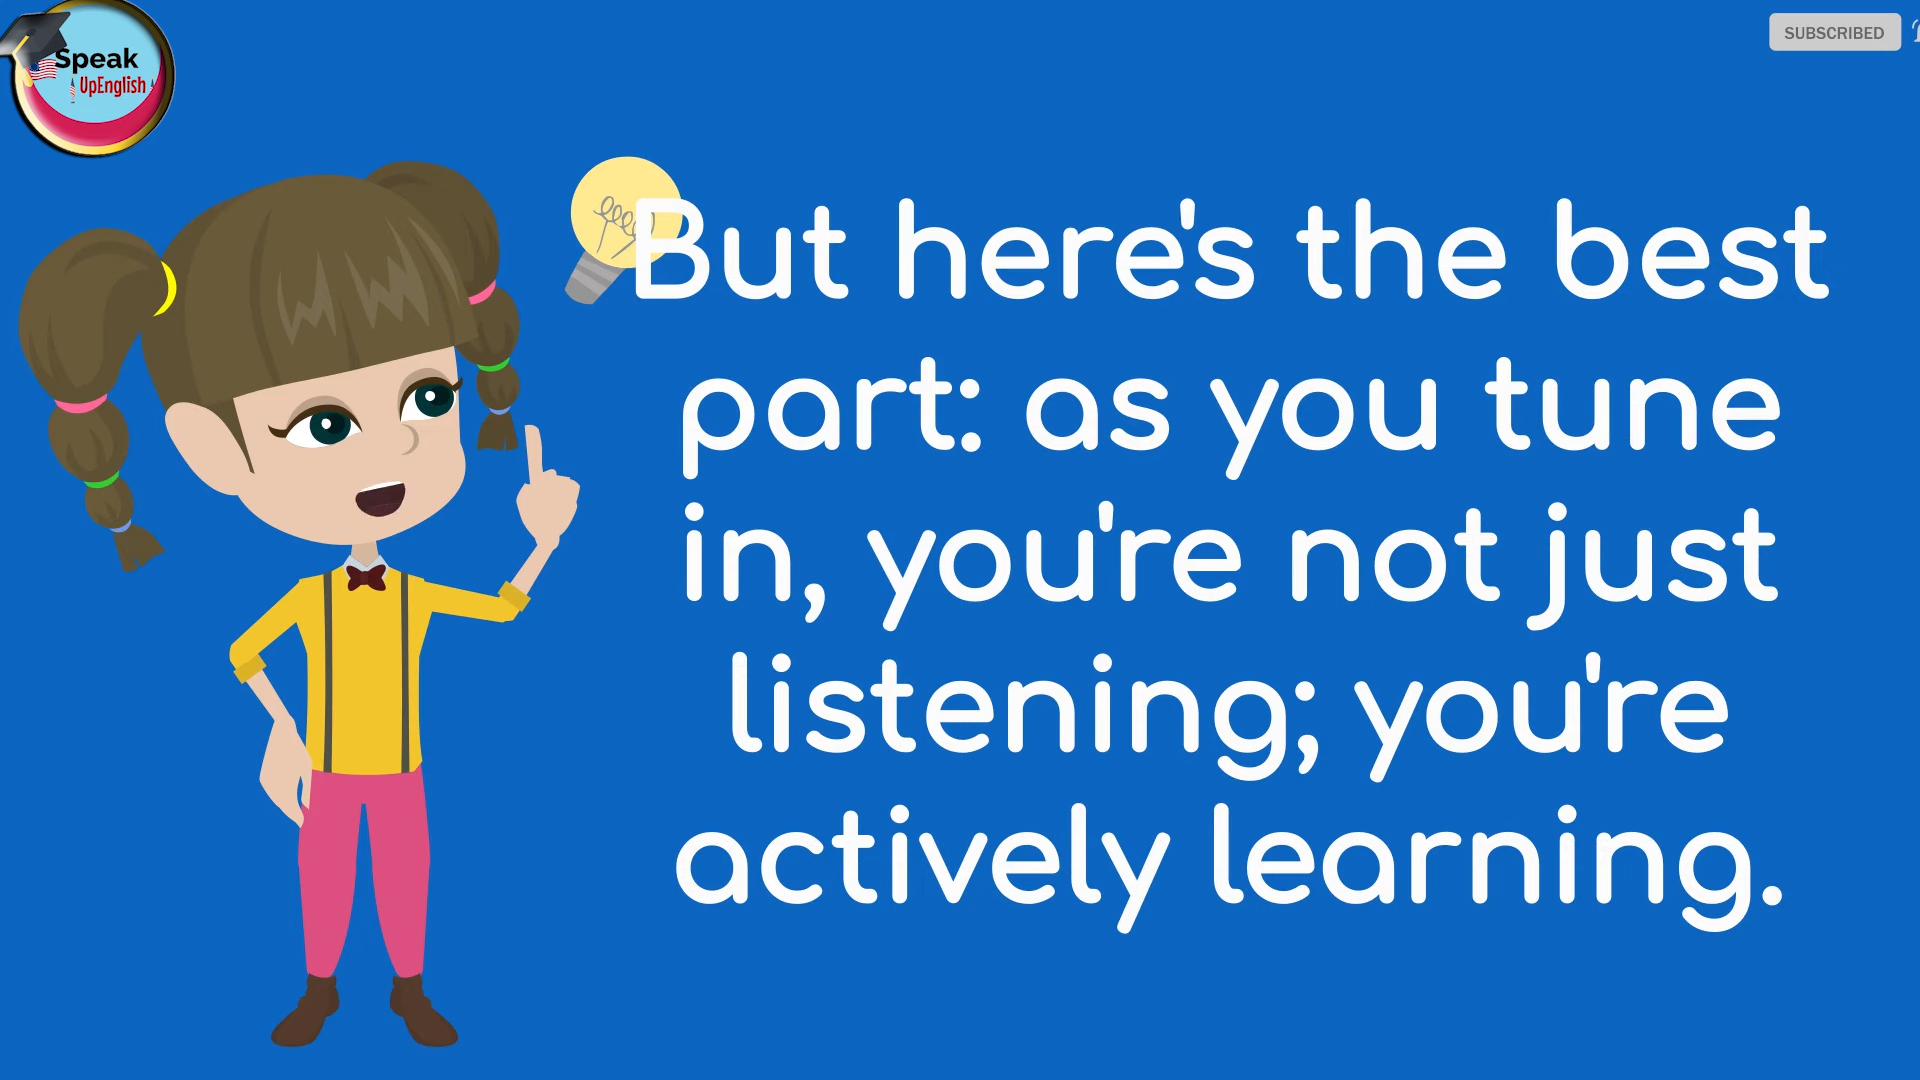 Speak
UpEnglish
SUBSCRIBED
But here's the best
part: as you tune
in, you're not just
listening; you're
actively learning.